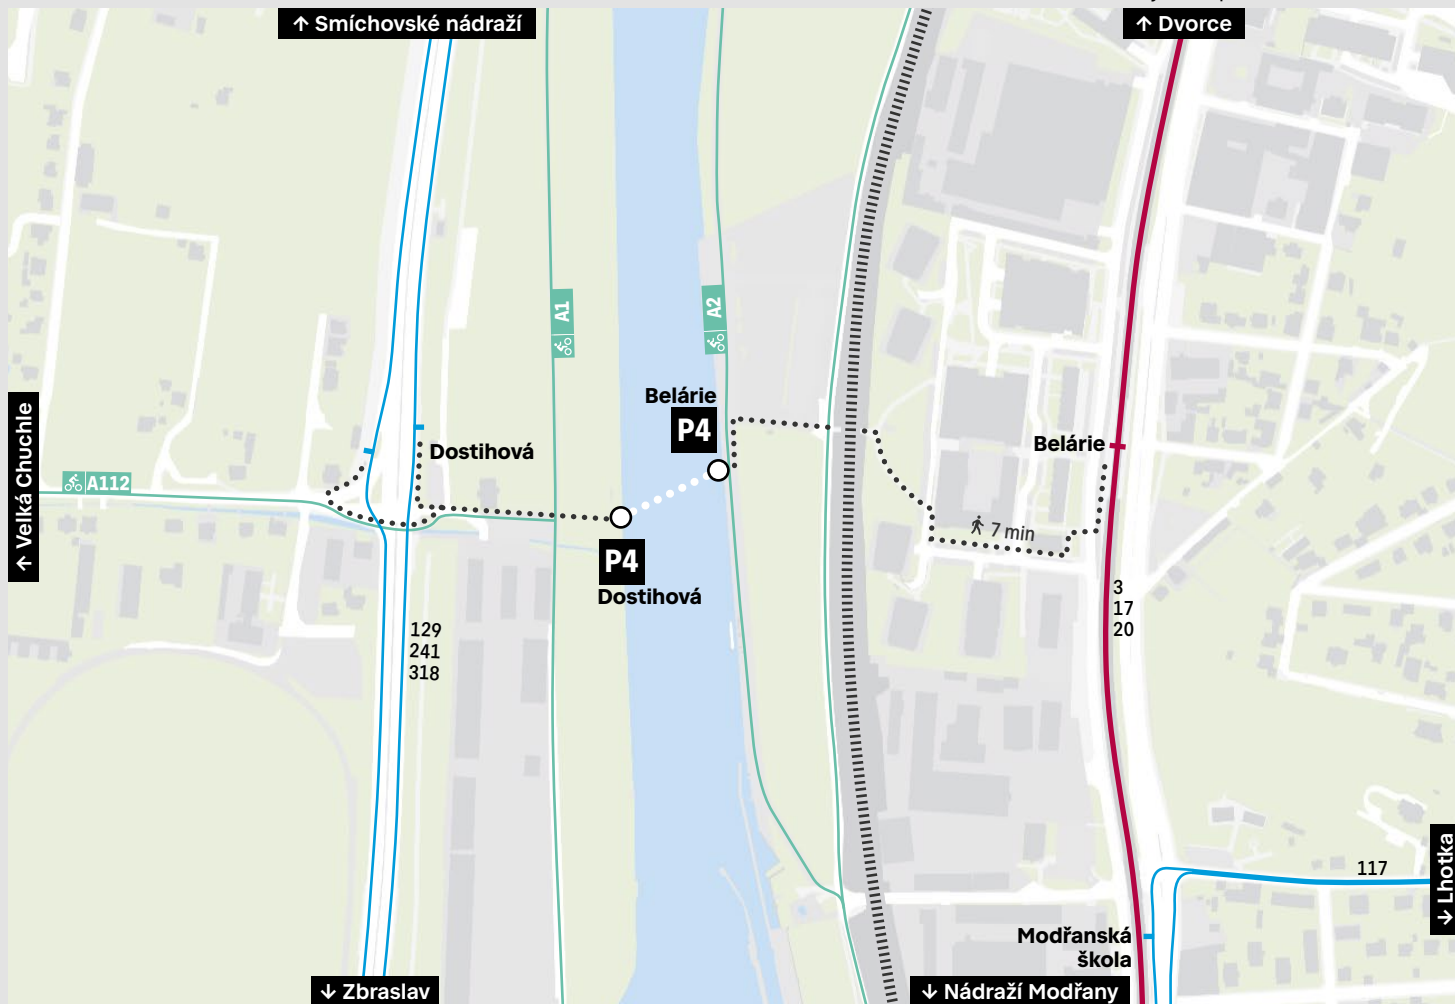 ↑ Smíchovské nádraží
↑ Dvorce
A1
A2
Belárie
P4
Dostihová
Belárie
↑ Velká Chuchle
A112
7 min
P4
Dostihová
3
17
20
129
241
318
117
↓ Lhotka
Modřanská
škola
↓ Zbraslav
↓ Nádraží Modřany